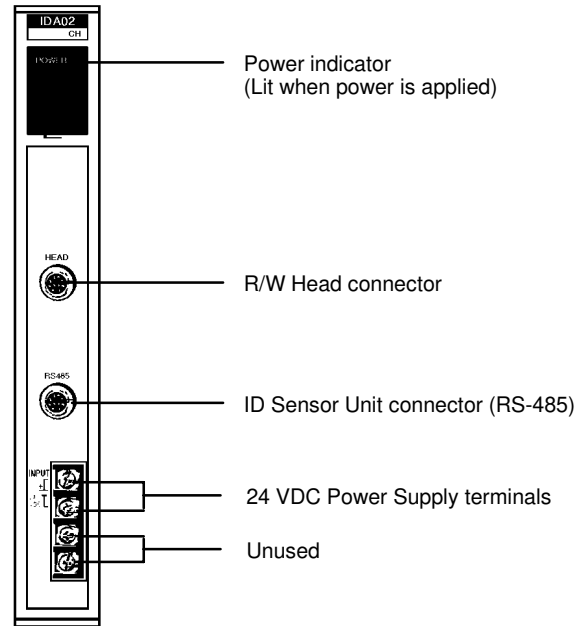 IDA02
CH
POWER
Power indicator
(Lit when power is applied)
HEAD
R/W Head connector
RS485
ID Sensor Unit connector (RS-485)
INPUT
+
24 VDC Power Supply terminals
Unused